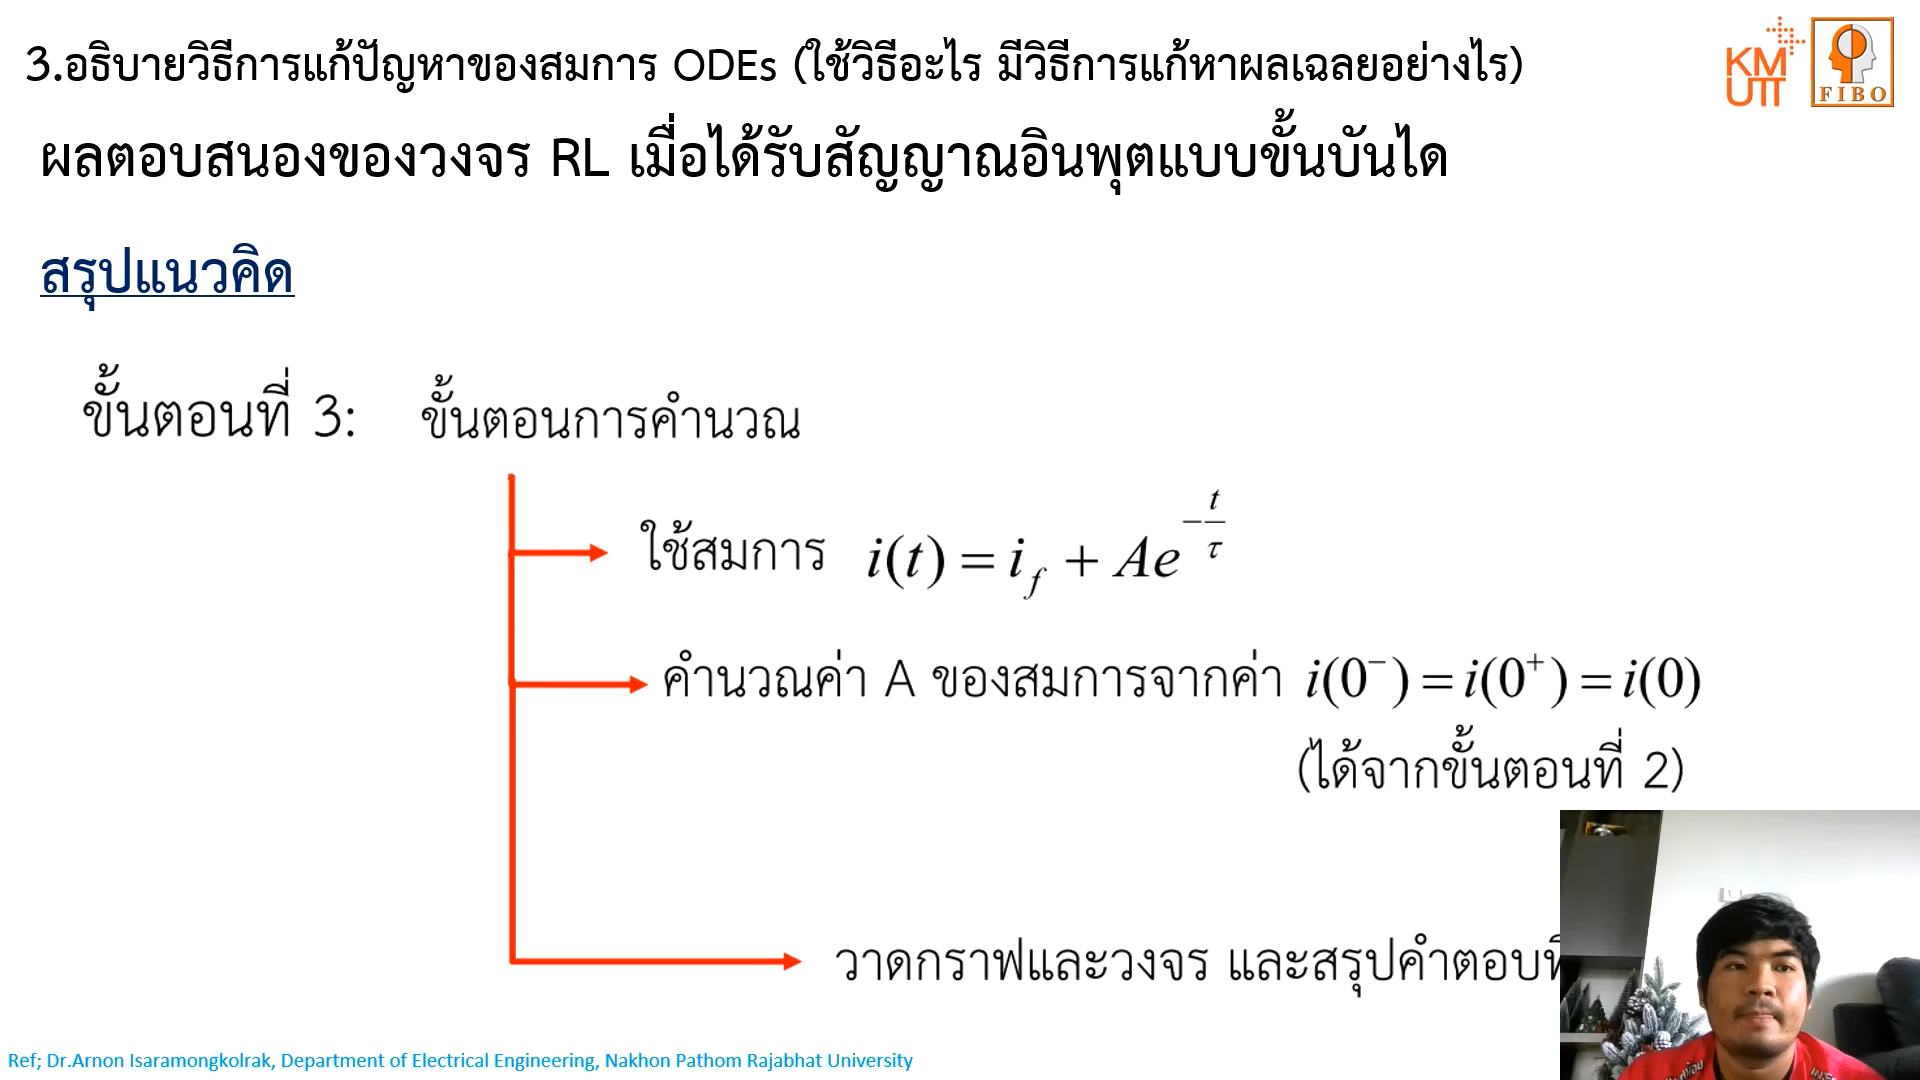 3.อธิบายวิธีการแก้ปัญหาของสมการ ODEs (ใช้วิธีอะไร มีวิธีการแก้หาผลเฉลยอย่างไร)
KM
UTT
FIBO
ผลตอบสนองของวงจร RL เมื่อได้รับสัญญาณอินพุตแบบขั้นบันได
สรุปแนวคิด
ขั้นตอนที่ 3: ขั้นตอนการคำนวณ
ใช้สมการ i(t) = i_f + Ae^{-t/τ}
คำนวณค่า A ของสมการจากค่า i(0⁻) = i(0⁺) = i(0)
(ได้จากขั้นตอนที่ 2)
วาดกราฟและวงจร และสรุปคำตอบ
Ref; Dr.Arnon Isaramongkolrak, Department of Electrical Engineering, Nakhon Pathom Rajabhat University